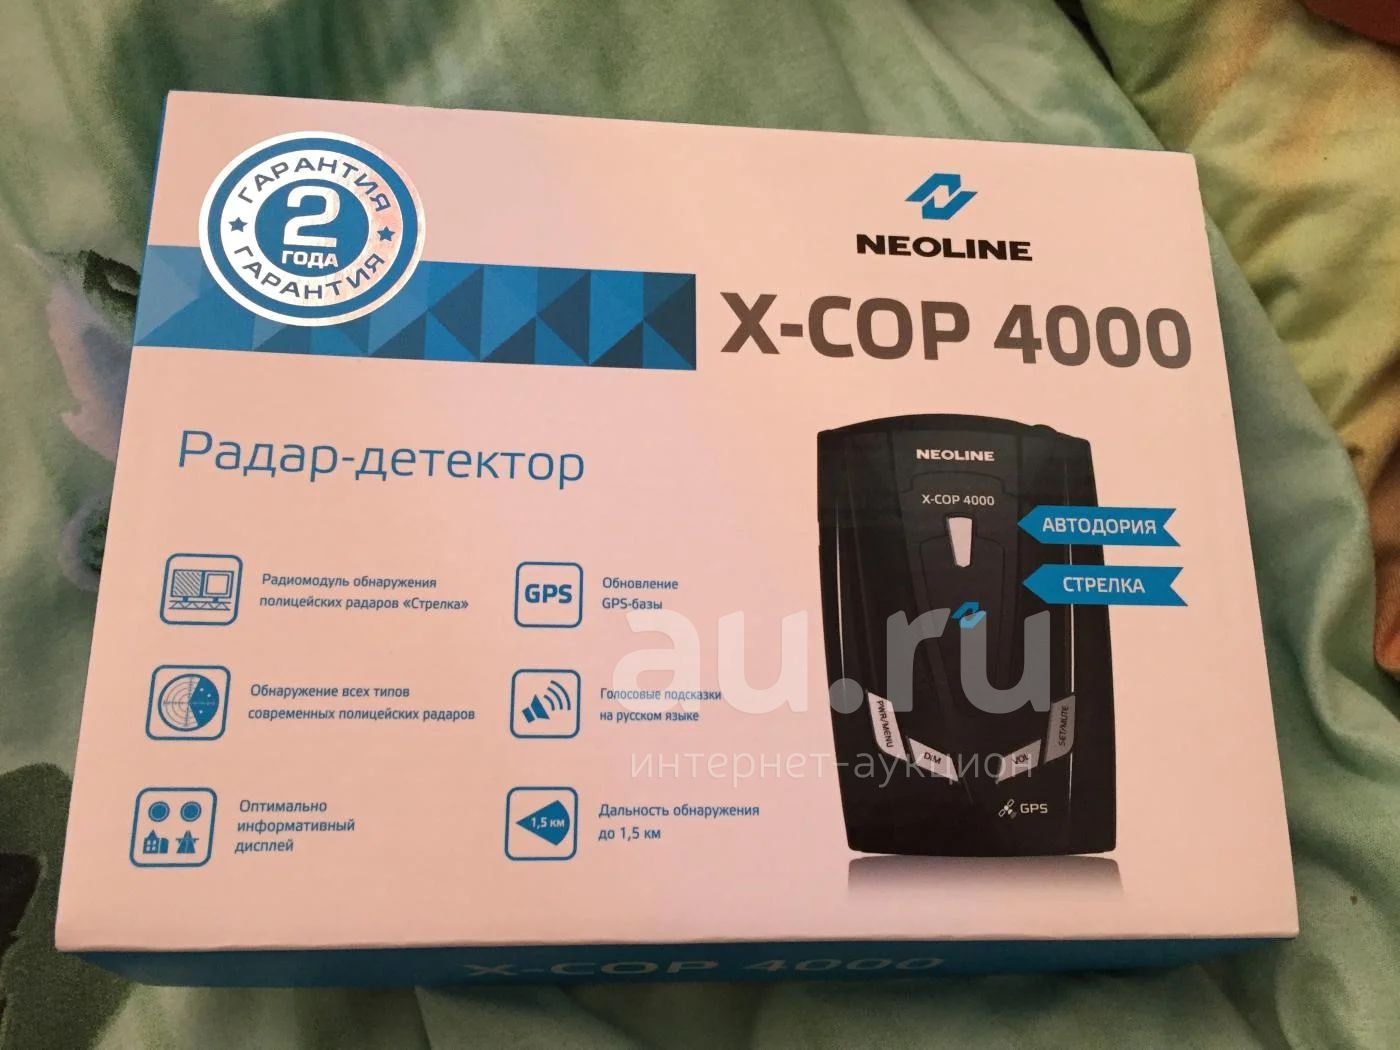 ГАРАНТИЯ
2
ГОДА
ГАРАНТИЯ
NEOLINE
X-COP 4000
Радар-детектор
Радиомодуль обнаружения
полицейских радаров «Стрелка»
Обнаружение всех типов
современных полицейских радаров
Оптимально
информативный
дисплей
GPS
Обновление
GPS-базы
Голосовые подсказки
на русском языке
1,5 км
Дальность обнаружения
до 1,5 км
NEOLINE
X-COP 4000
АВТОДОРИЯ
СТРЕЛКА
PWR/MENU
DIM
VOL
SET/MUTE
GPS
au.ru
интернет-аукцион
X-COP 4000